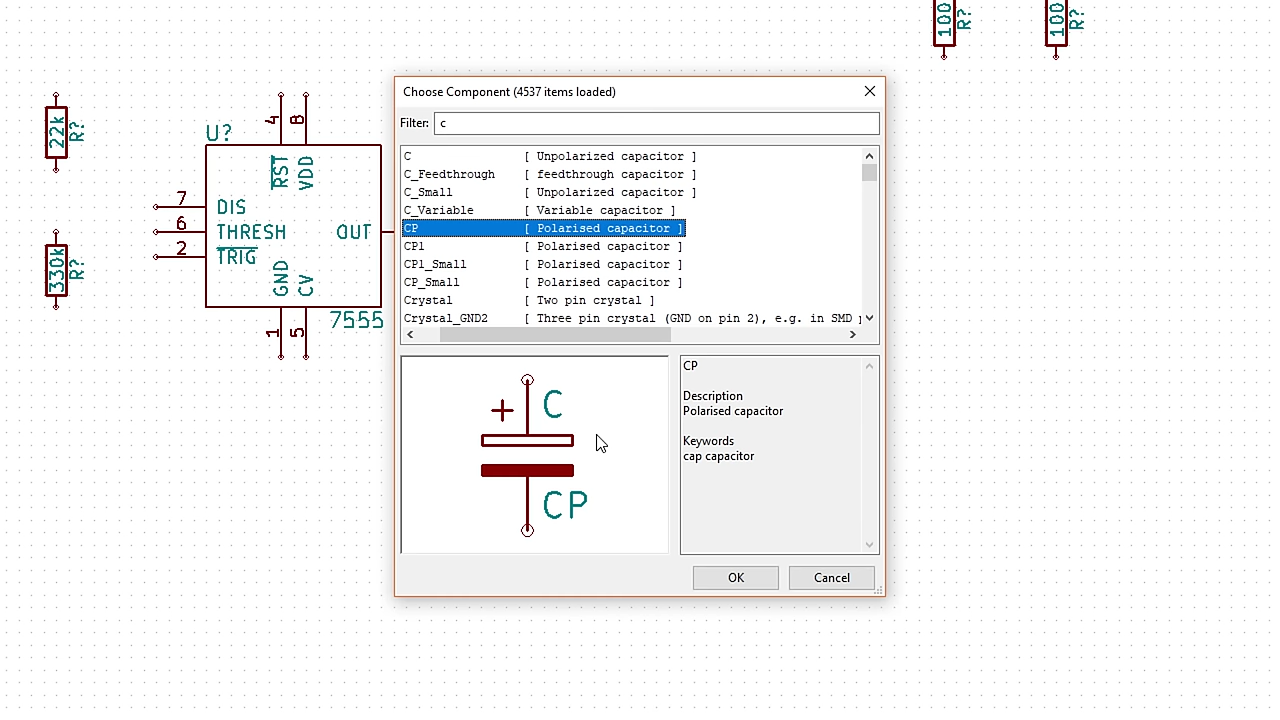 100
R?
100
R?
Choose Component (4537 items loaded)
Filter: c
C [ Unpolarized capacitor ]
C_Feedthrough [ feedthrough capacitor ]
C_Small [ Unpolarized capacitor ]
C_Variable [ Variable capacitor ]
CP [ Polarised capacitor ]
CP1 [ Polarised capacitor ]
CP1_Small [ Polarised capacitor ]
CP_Small [ Polarised capacitor ]
Crystal [ Two pin crystal ]
Crystal_GND2 [ Three pin crystal (GND on pin 2), e.g. in SMD
22k
R?
330k
R?
U?
4
8
RST
VDD
7
DIS
6
THRESH
OUT
2
TRIG
GND
CV
7555
1
5
+ C
CP
CP
Description
Polarised capacitor
Keywords
cap capacitor
OK
Cancel